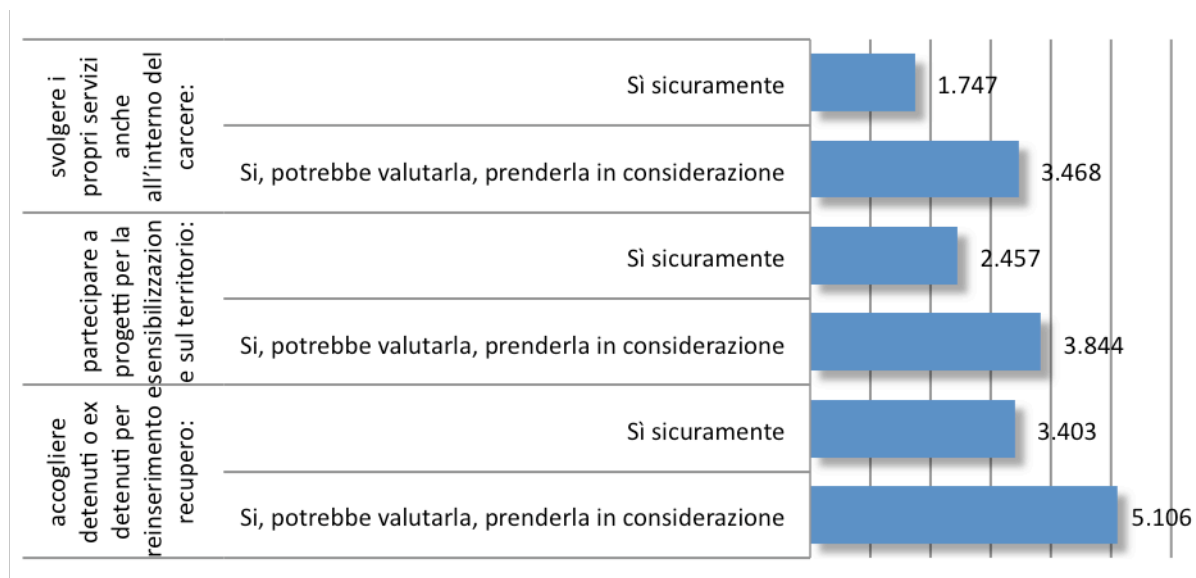 svolgere i
propri servizi
anche
all'interno del
carcere:
Sì sicuramente
1.747
Si, potrebbe valutarla, prenderla in considerazione
3.468
partecipare a
progetti per la
sensibilizzazion
e sul territorio:
Sì sicuramente
2.457
Si, potrebbe valutarla, prenderla in considerazione
3.844
accogliere
detenuti o ex
detenuti per
reinserimento e
recupero:
Sì sicuramente
3.403
Si, potrebbe valutarla, prenderla in considerazione
5.106